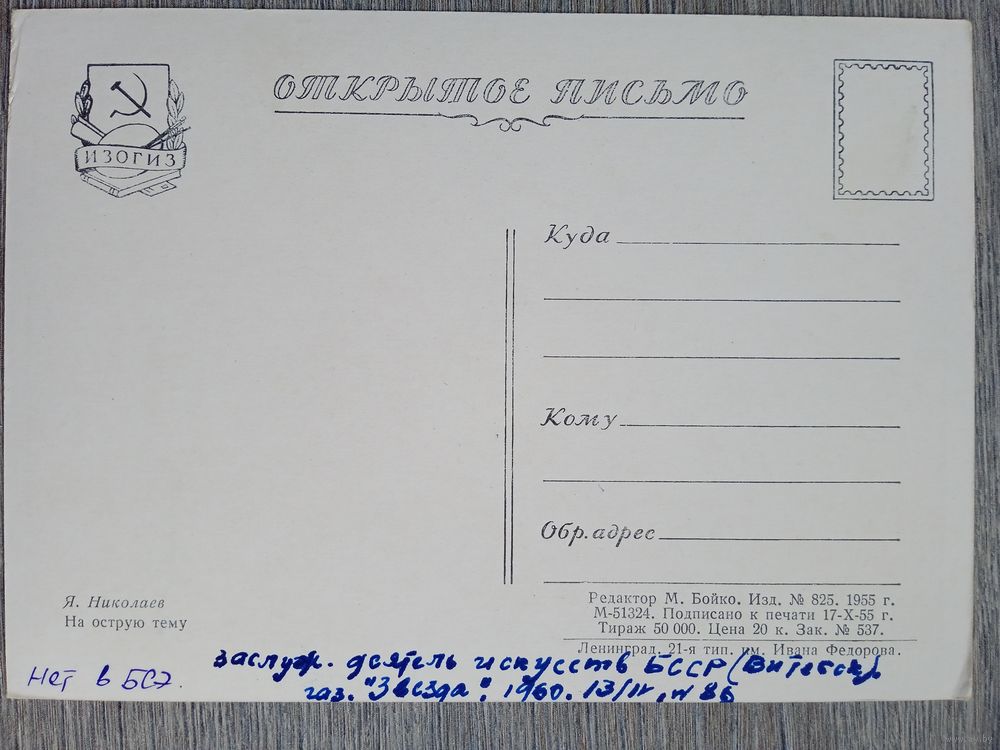 ОТКРЫТОЕ ПИСЬМО
ИЗОГИЗ
Куда
Кому
Обр. адрес
Я. Николаев
На острую тему
Редактор М. Бойко. Изд. № 825. 1955 г.
М-51324. Подписано к печати 17-X-55 г.
Тираж 50 000. Цена 20 к. Зак. № 537.
Ленинград. 21-я тип. им. Ивана Федорова.
Нет в БСЭ.
заслуж. деятель искусств БССР (Витебск).
газ. "Звезда". 1960. 13/IV, № 86